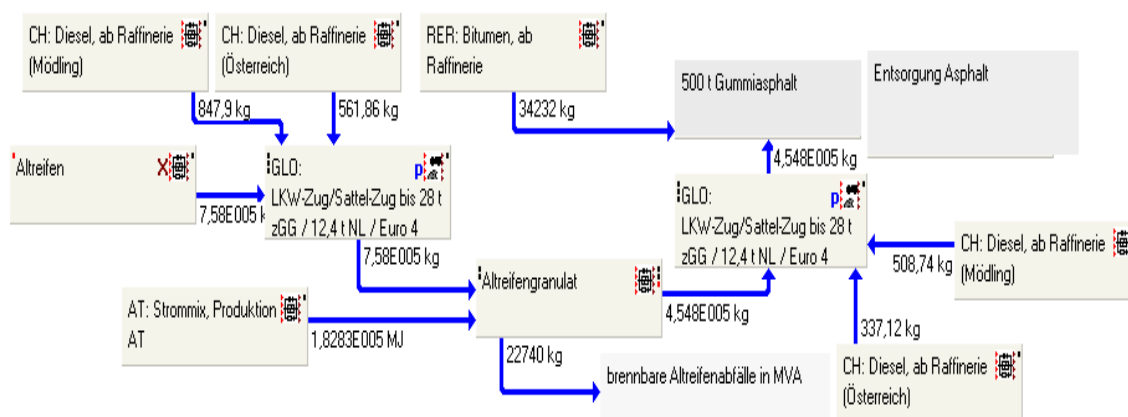 CH: Diesel, ab Raffinerie
(Mödling)
CH: Diesel, ab Raffinerie
(Österreich)
RER: Bitumen, ab
Raffinerie
500 t Gummiasphalt
Entsorgung Asphalt
847,9 kg
561,86 kg
34232 kg
4,548E005 kg
Altreifen
7,58E005 k
GLO:
LKW-Zug/Sattel-Zug bis 28 t
zGG / 12,4 t NL / Euro 4
p
GLO:
LKW-Zug/Sattel-Zug bis 28 t
zGG / 12,4 t NL / Euro 4
p
7,58E005 kg
508,74 kg
CH: Diesel, ab Raffinerie
(Mödling)
AT: Strommix, Produktion
AT
1,8283E005 MJ
Altreifengranulat
4,548E005 kg
337,12 kg
22740 kg
brennbare Altreifenabfälle in MVA
CH: Diesel, ab Raffinerie
(Österreich)